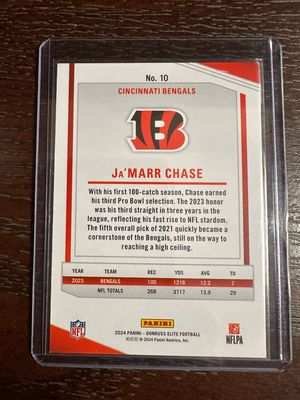 No. 10
CINCINNATI BENGALS
B
JA'MARR CHASE
With his first 100-catch season, Chase earned
his third Pro Bowl selection. The 2023 honor
was his third straight in three years in the
league, reflecting his fast rise to NFL stardom.
The fifth overall pick of 2021 quickly became a
cornerstone of the Bengals, still on the way to
reaching a high ceiling.
YEAR TEAM REC YDS AVG TD
2023 BENGALS 100 1216 12.2 7
NFL TOTALS 268 3717 13.9 29
NFL
PANINI
NFLPA
2024 PANINI - DONRUSS ELITE FOOTBALL
© 2024 Panini America, Inc.